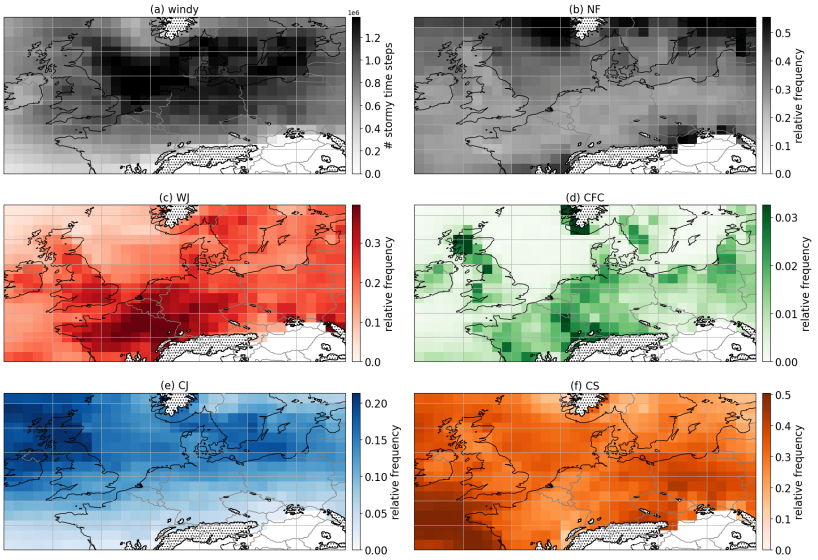 (a) windy
1e6
1.2
1.0
0.8
0.6
0.4
0.2
0.0
# stormy time steps
(b) NF
0.5
0.4
0.3
0.2
0.1
0.0
relative frequency
(c) WJ
0.3
0.2
0.1
0.0
relative frequency
(d) CFC
0.03
0.02
0.01
0.00
relative frequency
(e) CJ
0.20
0.15
0.10
0.05
0.00
relative frequency
(f) CS
0.5
0.4
0.3
0.2
0.1
0.0
relative frequency